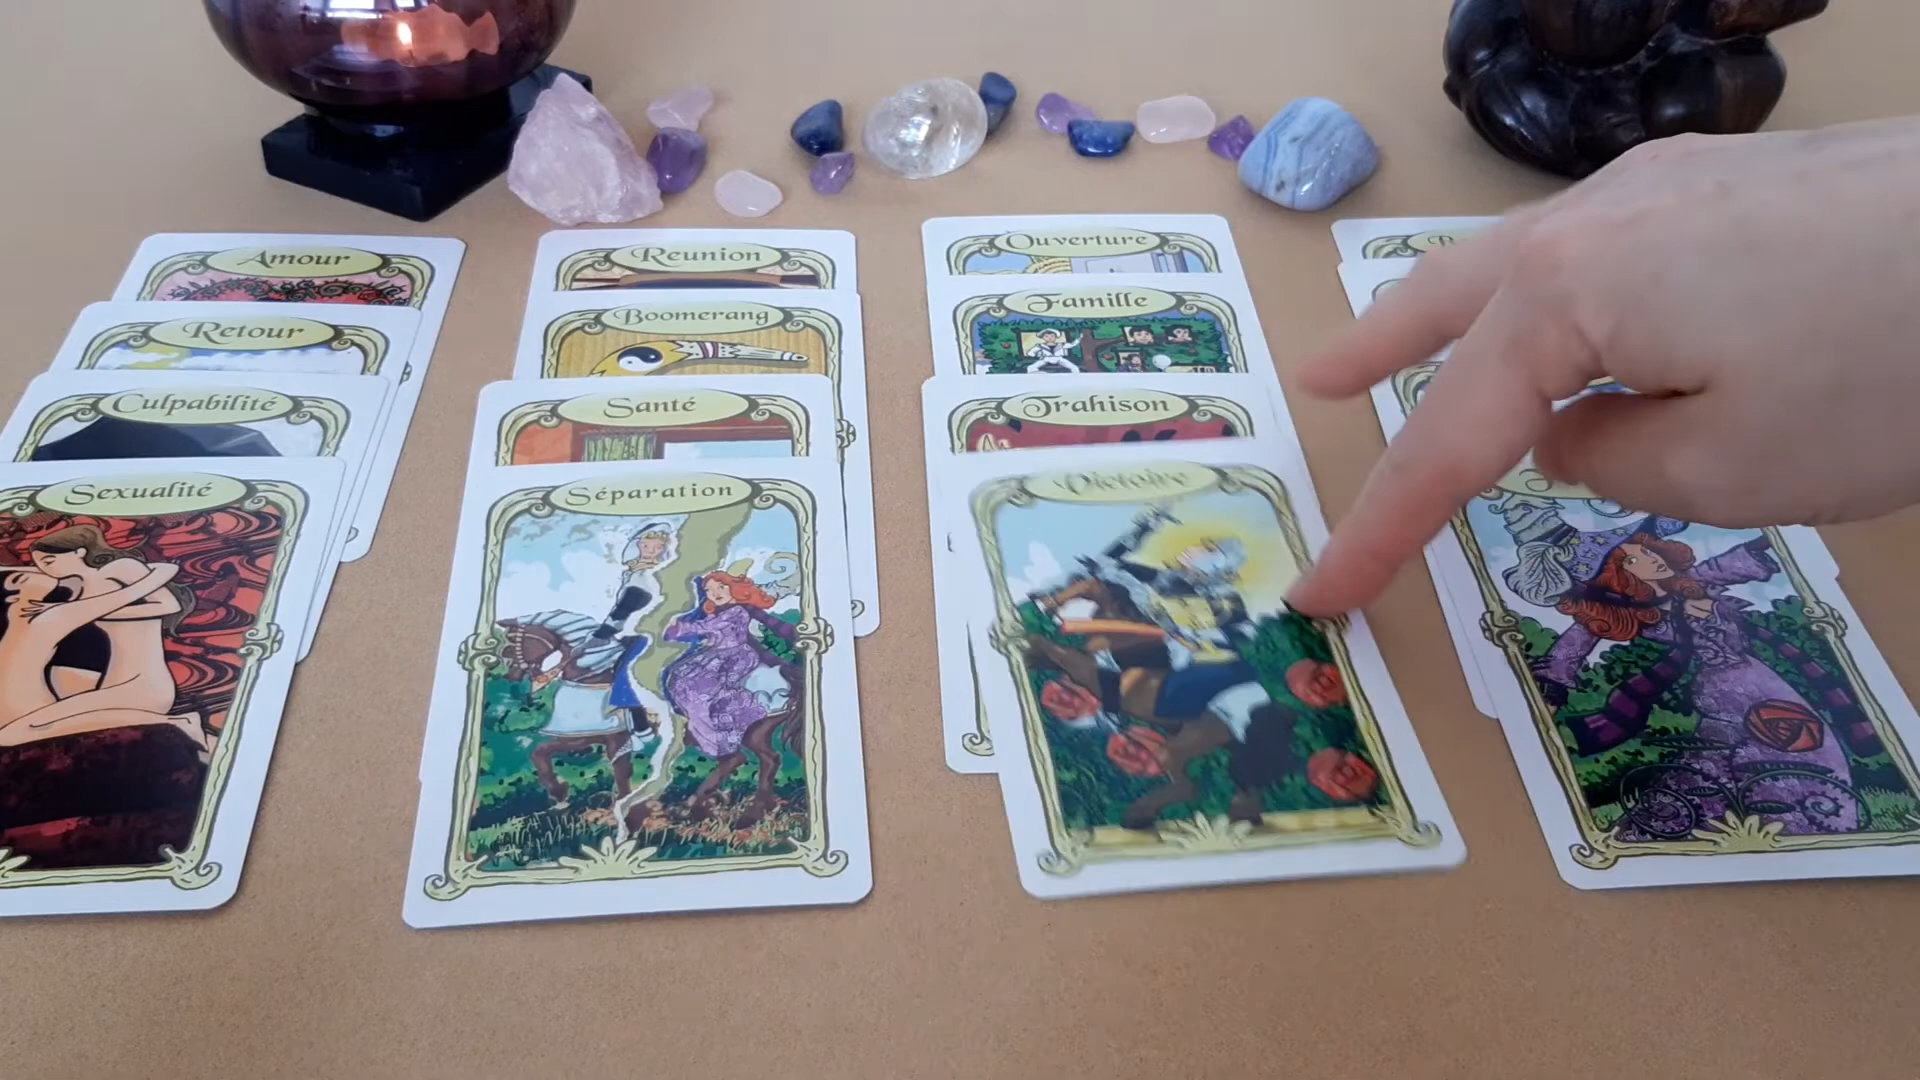 Amour
Retour
Culpabilité
Sexualité
Reunion
Boomerang
Santé
Séparation
Ouverture
Famille
Trahison
Victoire